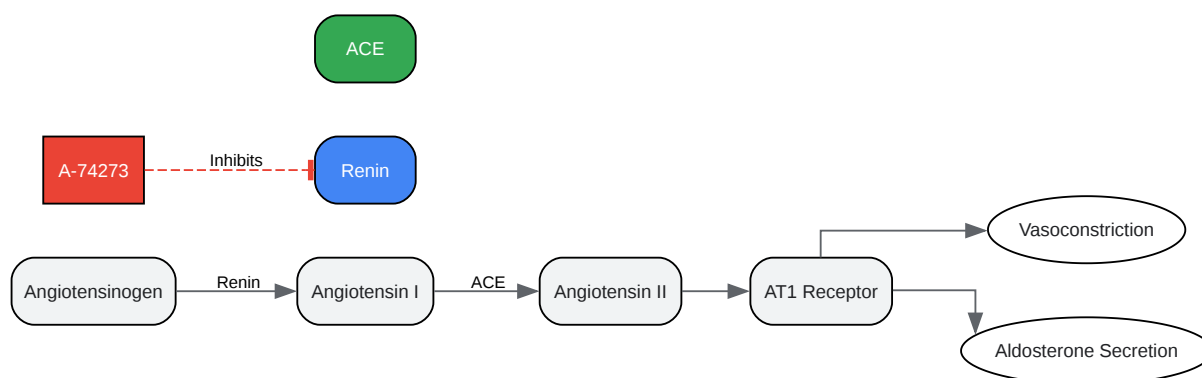 ACE
A-74273
Inhibits
Renin
Vasoconstriction
Angiotensinogen
Renin
Angiotensin I
ACE
Angiotensin II
AT1 Receptor
Aldosterone Secretion